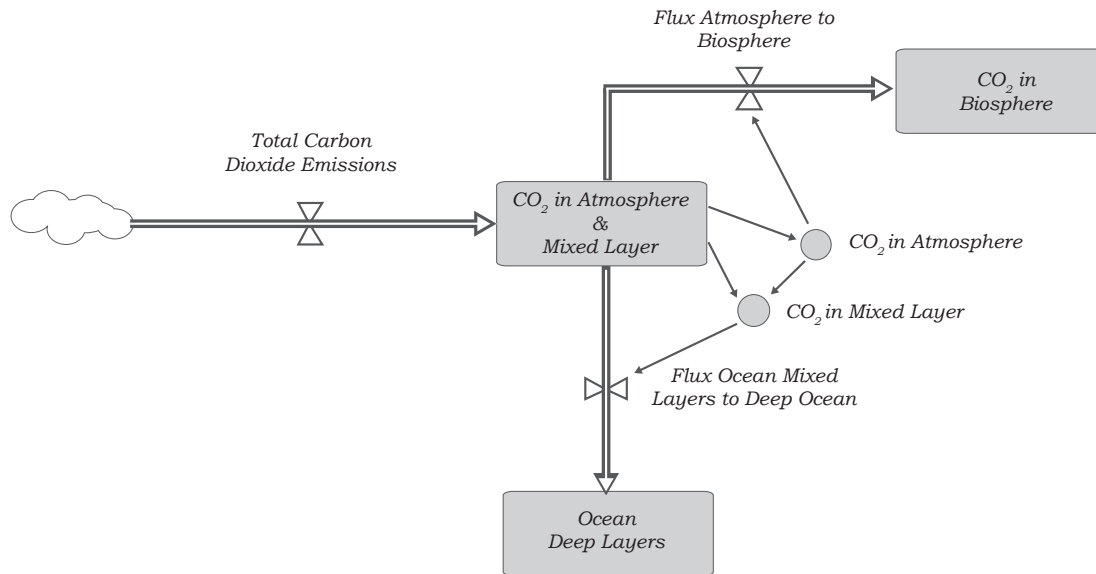 Flux Atmosphere to
Biosphere
CO₂ in
Biosphere
Total Carbon
Dioxide Emissions
CO₂ in Atmosphere
&
Mixed Layer
CO₂ in Atmosphere
CO₂ in Mixed Layer
Flux Ocean Mixed
Layers to Deep Ocean
Ocean
Deep Layers